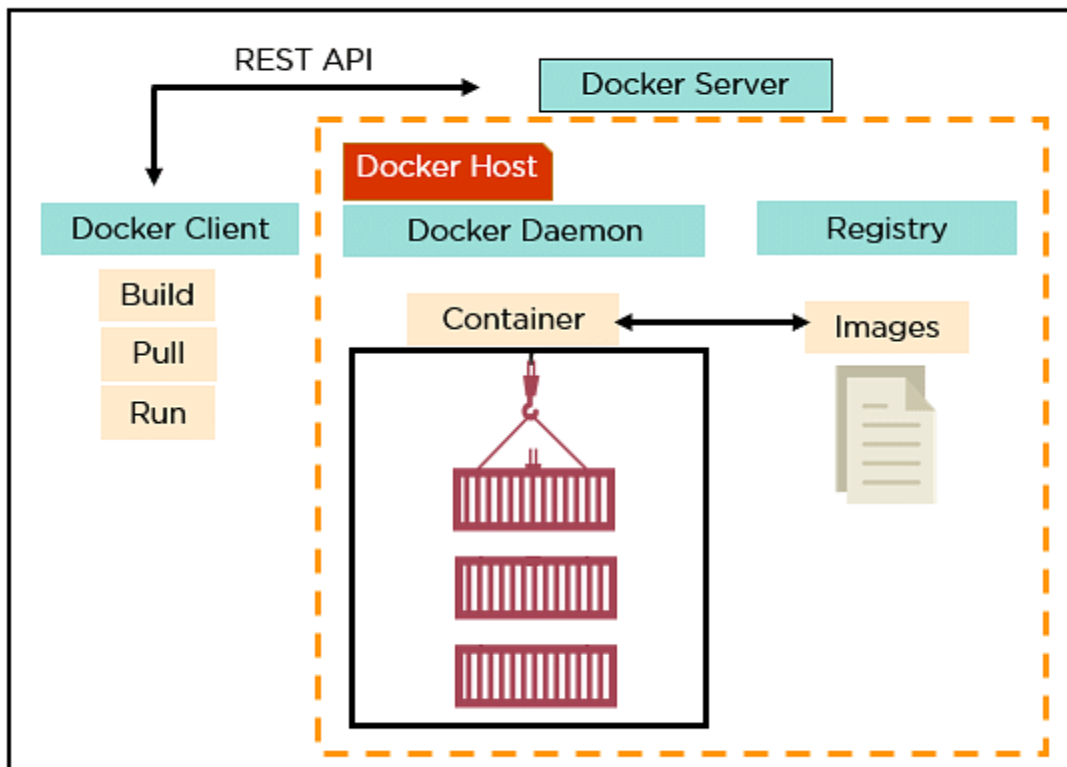 REST API
Docker Server
Docker Host
Docker Client
Docker Daemon
Registry
Build
Pull
Run
Container
Images